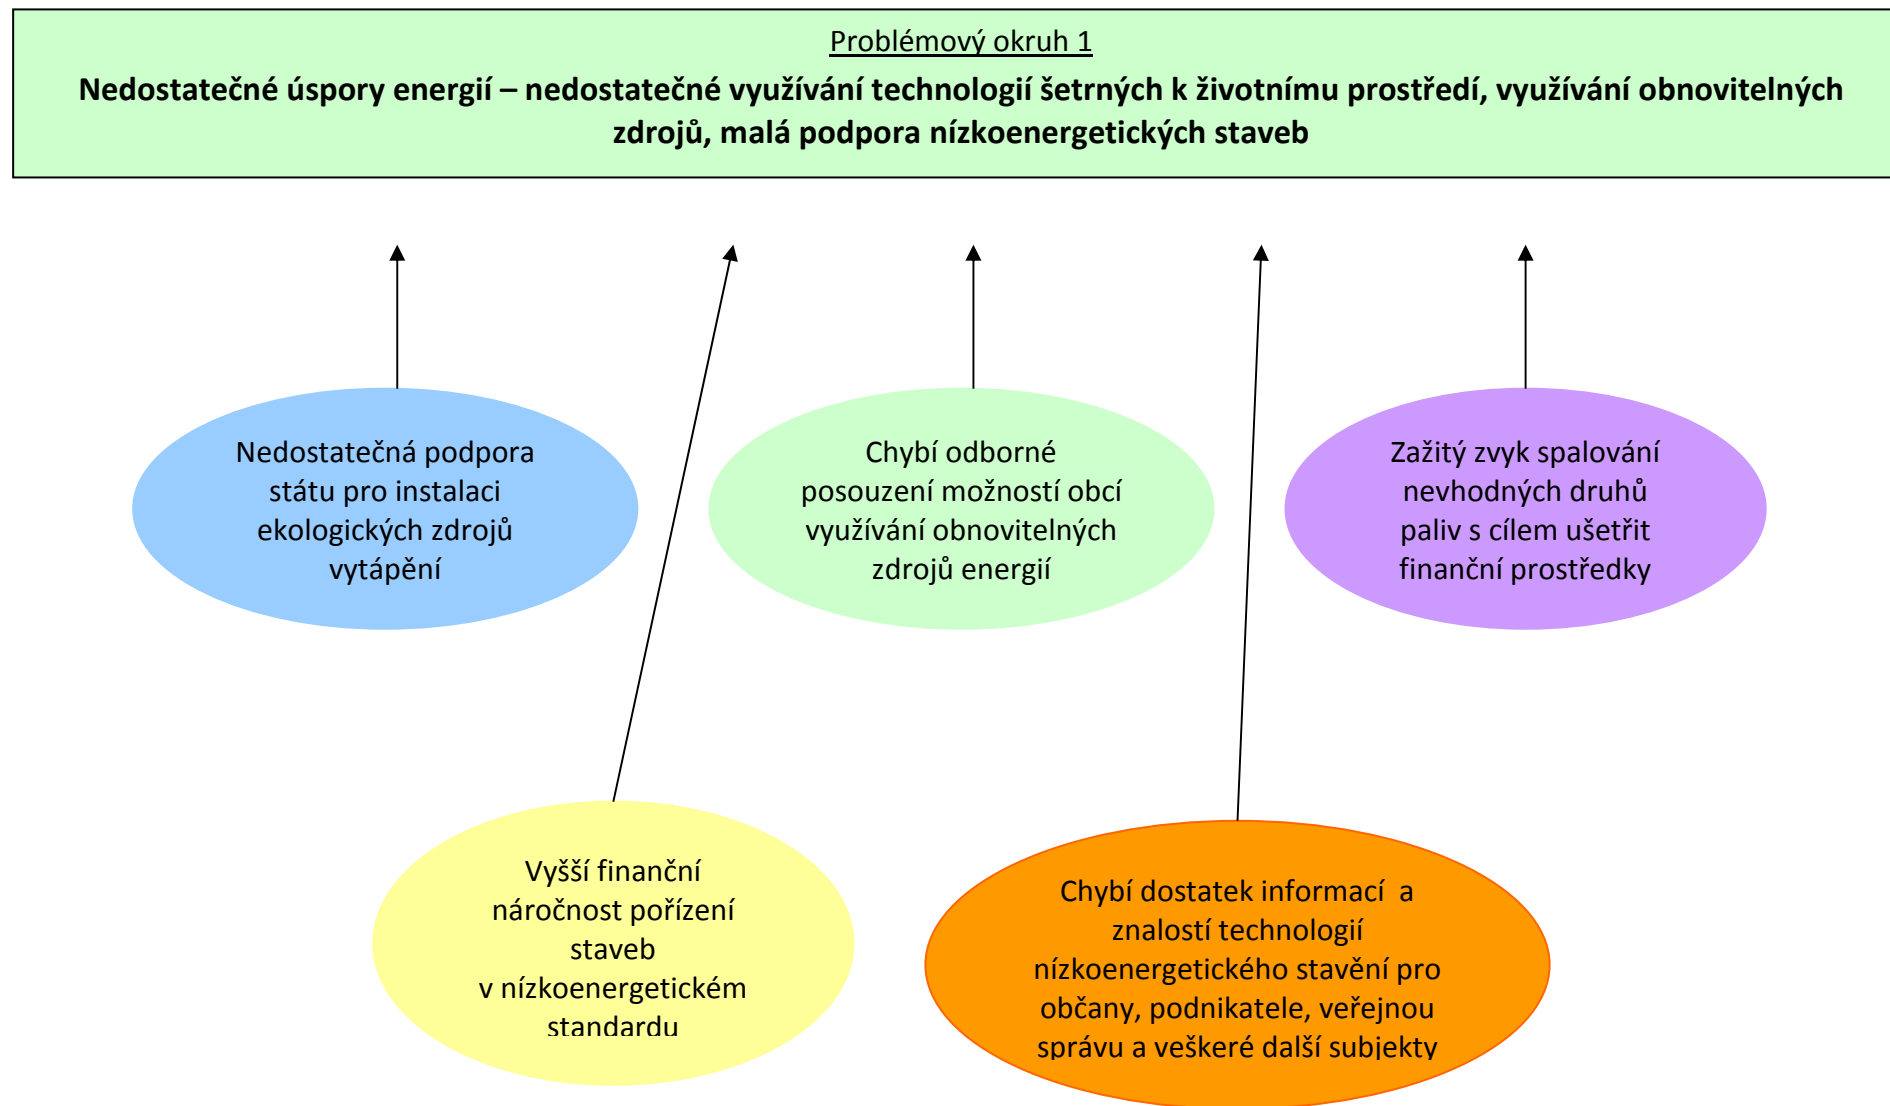 Problémový okruh 1
Nedostatečné úspory energií – nedostatečné využívání technologií šetrných k životnímu prostředí, využívání obnovitelných
zdrojů, malá podpora nízkoenergetických staveb
Nedostatečná podpora
státu pro instalaci
ekologických zdrojů
vytápění
Chybí odborné
posouzení možností obcí
využívání obnovitelných
zdrojů energií
Zažitý zvyk spalování
nevhodných druhů
paliv s cílem ušetřit
finanční prostředky
Vyšší finanční
náročnost pořízení
staveb
v nízkoenergetickém
standardu
Chybí dostatek informací  a
znalostí technologií
nízkoenergetického stavění pro
občany, podnikatele, veřejnou
správu a veškeré další subjekty